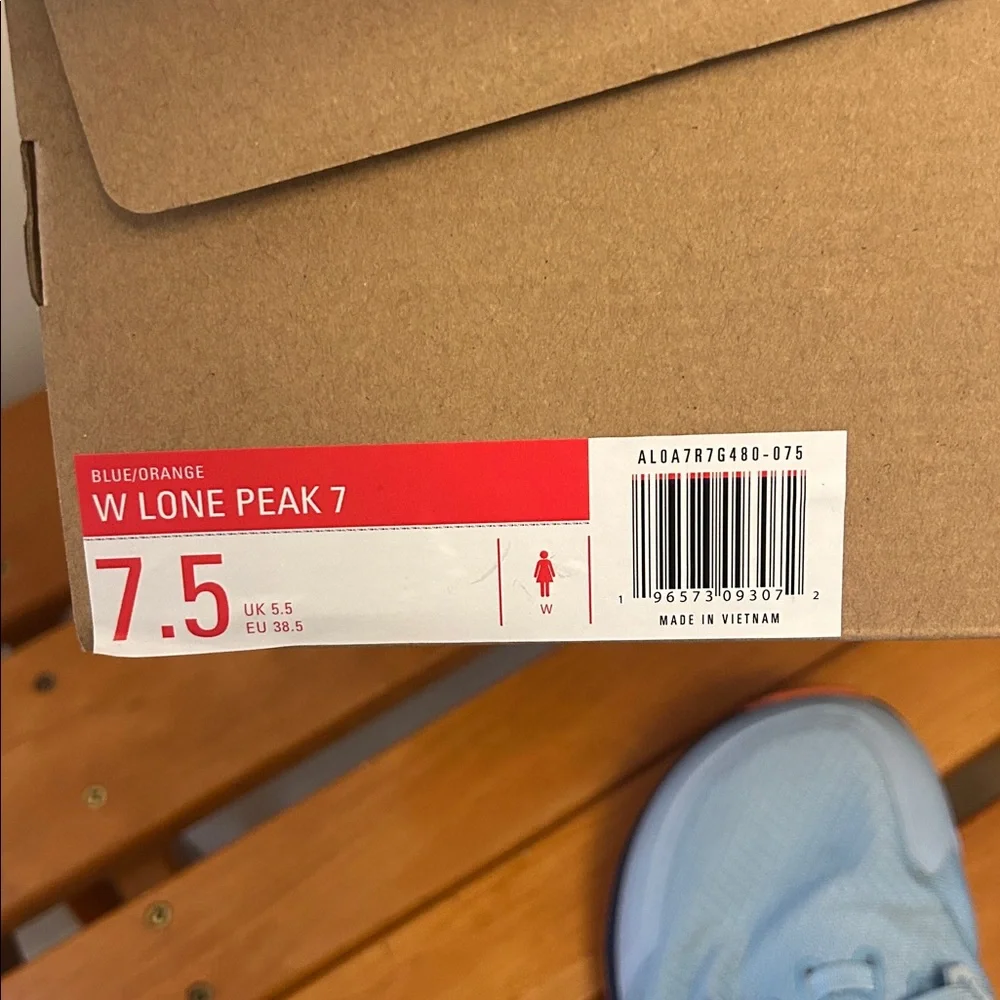 BLUE/ORANGE
W LONE PEAK 7
7.5
UK 5.5
EU 38.5
W
AL0A7R7G480-075
1 96573 09307 2
MADE IN VIETNAM